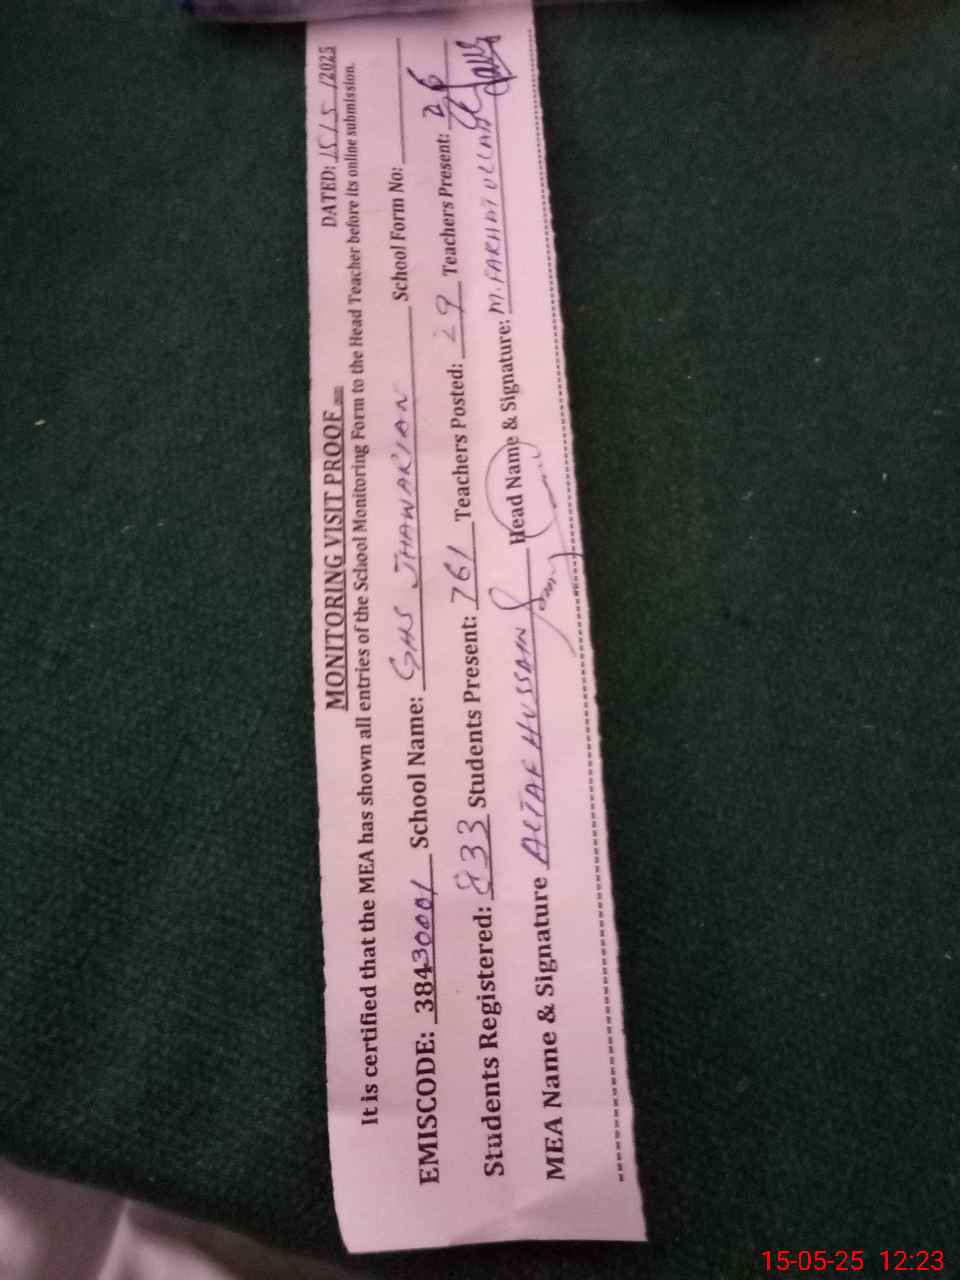 MONITORING VISIT PROOF DATED: 15/5/2025
It is certified that the MEA has shown all entries of the School Monitoring Form to the Head Teacher before its online submission.
EMISCODE: 38430001 School Name: GHS JHAWARIAN School Form No:
Students Registered: 833 Students Present: 761 Teachers Posted: 29 Teachers Present: 26
MEA Name & Signature ALTAF HUSSAIN Head Name & Signature: M. FARHAT ULLAH
15-05-25 12:23